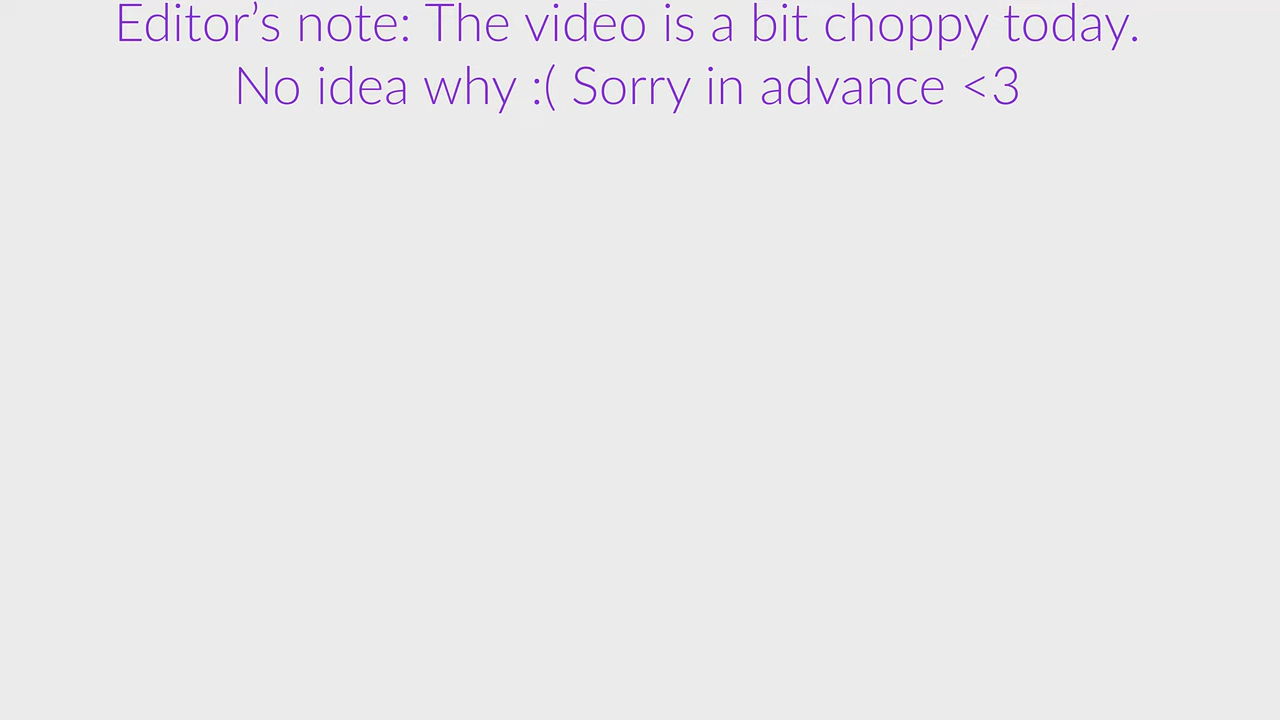 Editor’s note: The video is a bit choppy today.
No idea why :( Sorry in advance <3